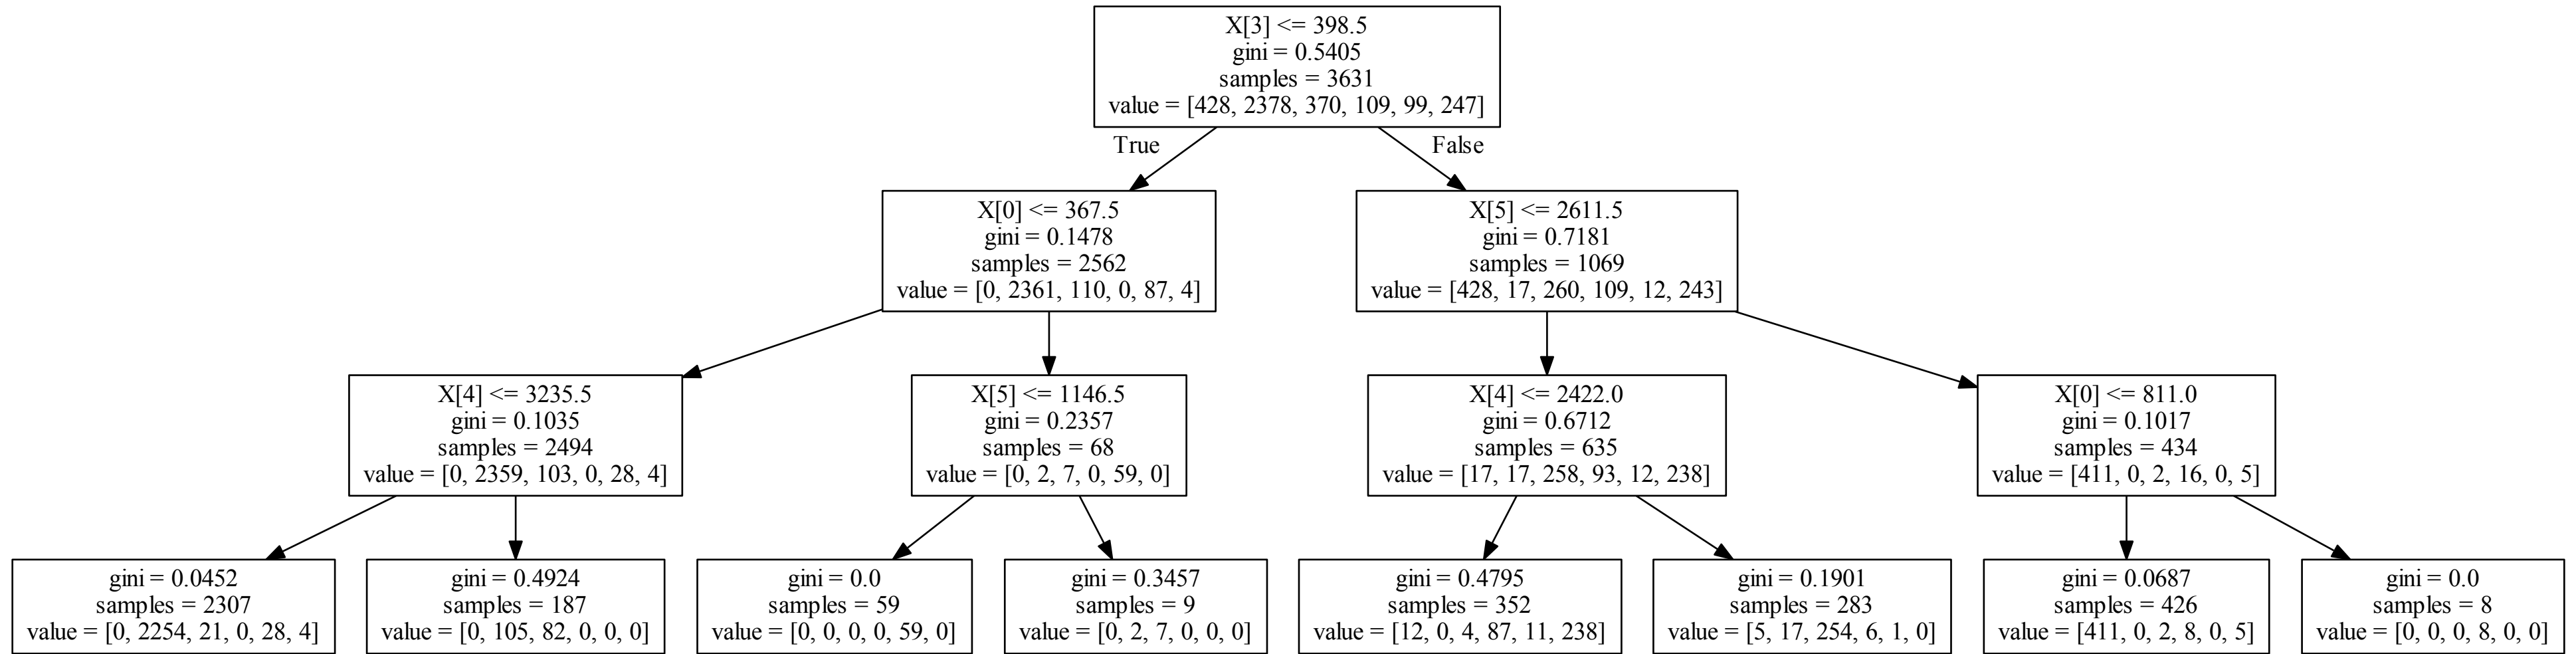 X[3] <= 398.5
gini = 0.5405
samples = 3631
value = [428, 2378, 370, 109, 99, 247]
True
False
X[0] <= 367.5
gini = 0.1478
samples = 2562
value = [0, 2361, 110, 0, 87, 4]
X[5] <= 2611.5
gini = 0.7181
samples = 1069
value = [428, 17, 260, 109, 12, 243]
X[4] <= 3235.5
gini = 0.1035
samples = 2494
value = [0, 2359, 103, 0, 28, 4]
X[5] <= 1146.5
gini = 0.2357
samples = 68
value = [0, 2, 7, 0, 59, 0]
X[4] <= 2422.0
gini = 0.6712
samples = 635
value = [17, 17, 258, 93, 12, 238]
X[0] <= 811.0
gini = 0.1017
samples = 434
value = [411, 0, 2, 16, 0, 5]
gini = 0.0452
samples = 2307
value = [0, 2254, 21, 0, 28, 4]
gini = 0.4924
samples = 187
value = [0, 105, 82, 0, 0, 0]
gini = 0.0
samples = 59
value = [0, 0, 0, 0, 59, 0]
gini = 0.3457
samples = 9
value = [0, 2, 7, 0, 0, 0]
gini = 0.4795
samples = 352
value = [12, 0, 4, 87, 11, 238]
gini = 0.1901
samples = 283
value = [5, 17, 254, 6, 1, 0]
gini = 0.0687
samples = 426
value = [411, 0, 2, 8, 0, 5]
gini = 0.0
samples = 8
value = [0, 0, 0, 8, 0, 0]